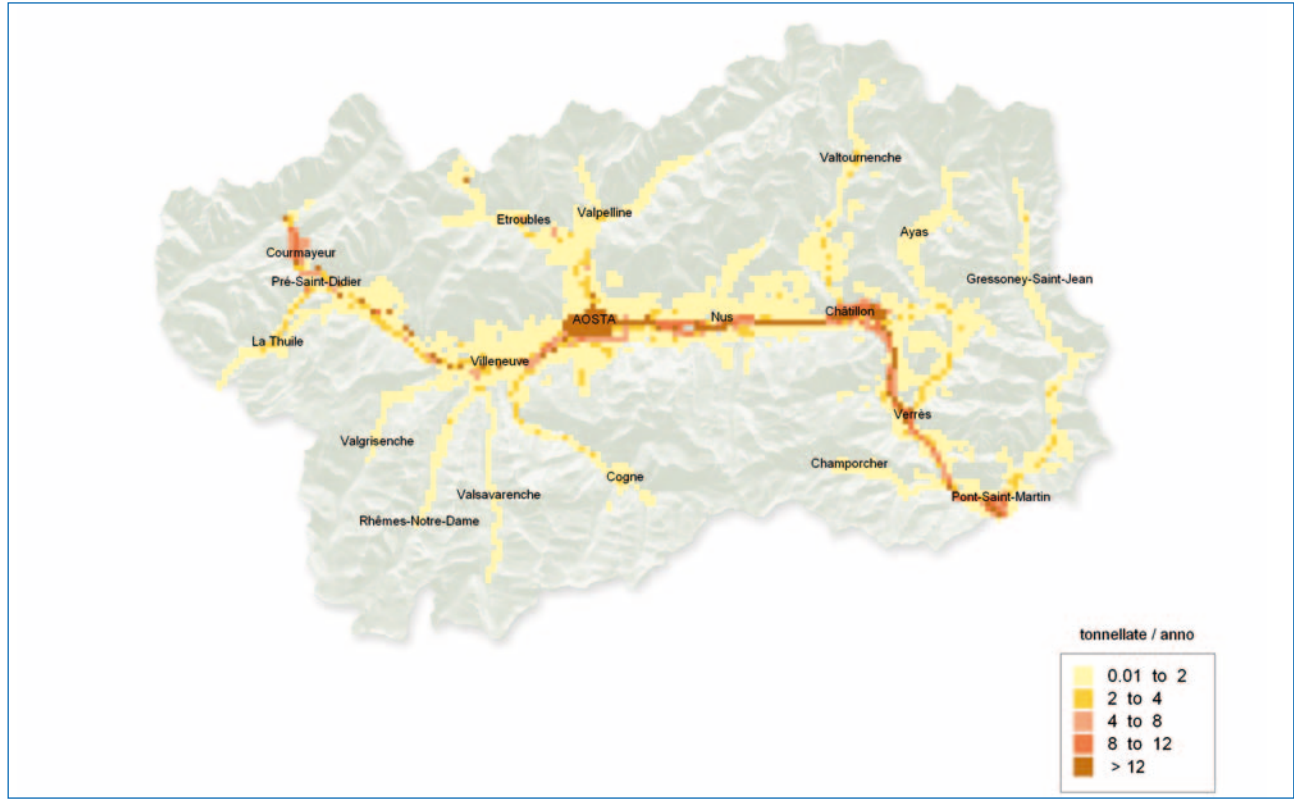 Valtournenche
Etroubles
Valpelline
Ayas
Courmayeur
Pré-Saint-Didier
Gressoney-Saint-Jean
AOSTA
Nus
Châtillon
La Thuile
Villeneuve
Verrès
Valgrisenche
Champorcher
Cogne
Valsavarenche
Pont-Saint-Martin
Rhêmes-Notre-Dame
tonnellate / anno
0.01 to 2
2 to 4
4 to 8
8 to 12
> 12